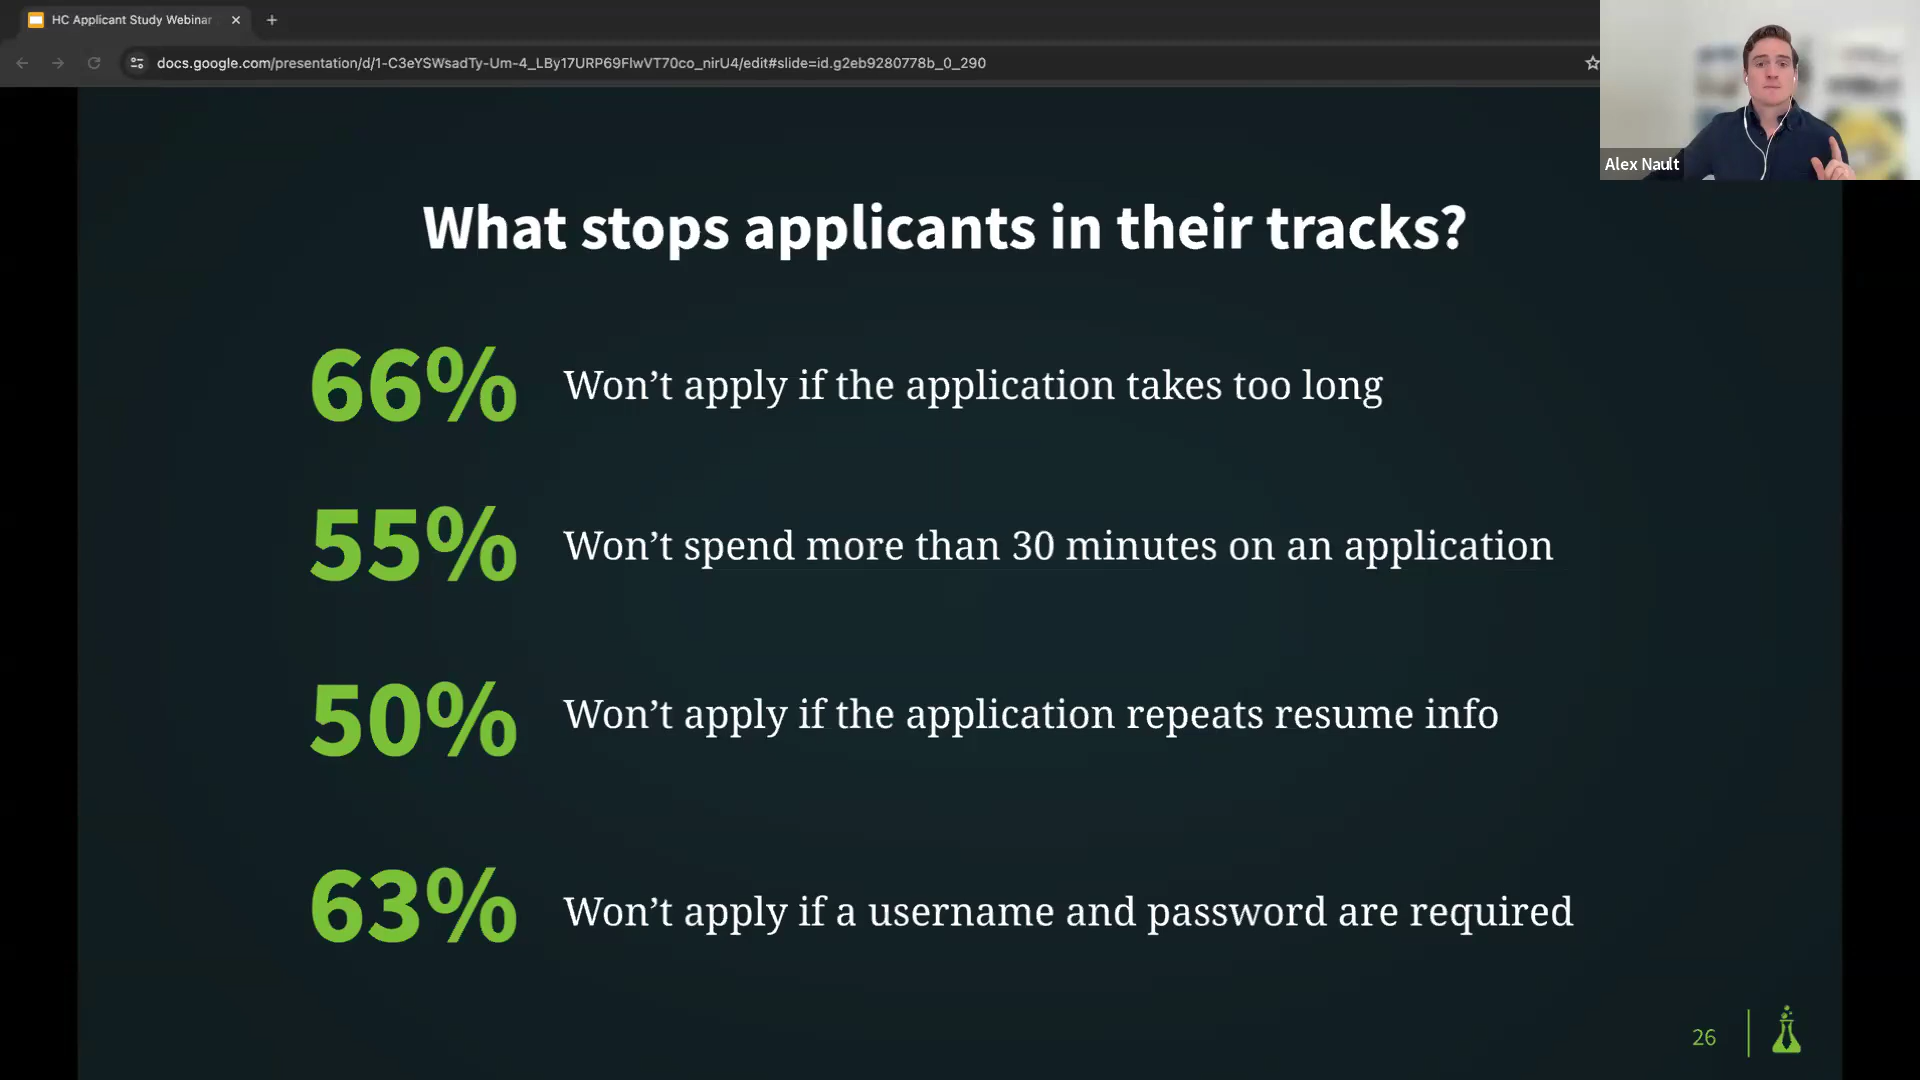 HC Applicant Study Webinar
docs.google.com/presentation/d/1-C3eYSWsadTy-Um-4_LBy17URP69FlwVT70co_nirU4/edit#slide=id.g2eb9280778b_0_290
Alex Nault
What stops applicants in their tracks?
66% Won’t apply if the application takes too long
55% Won’t spend more than 30 minutes on an application
50% Won’t apply if the application repeats resume info
63% Won’t apply if a username and password are required
26